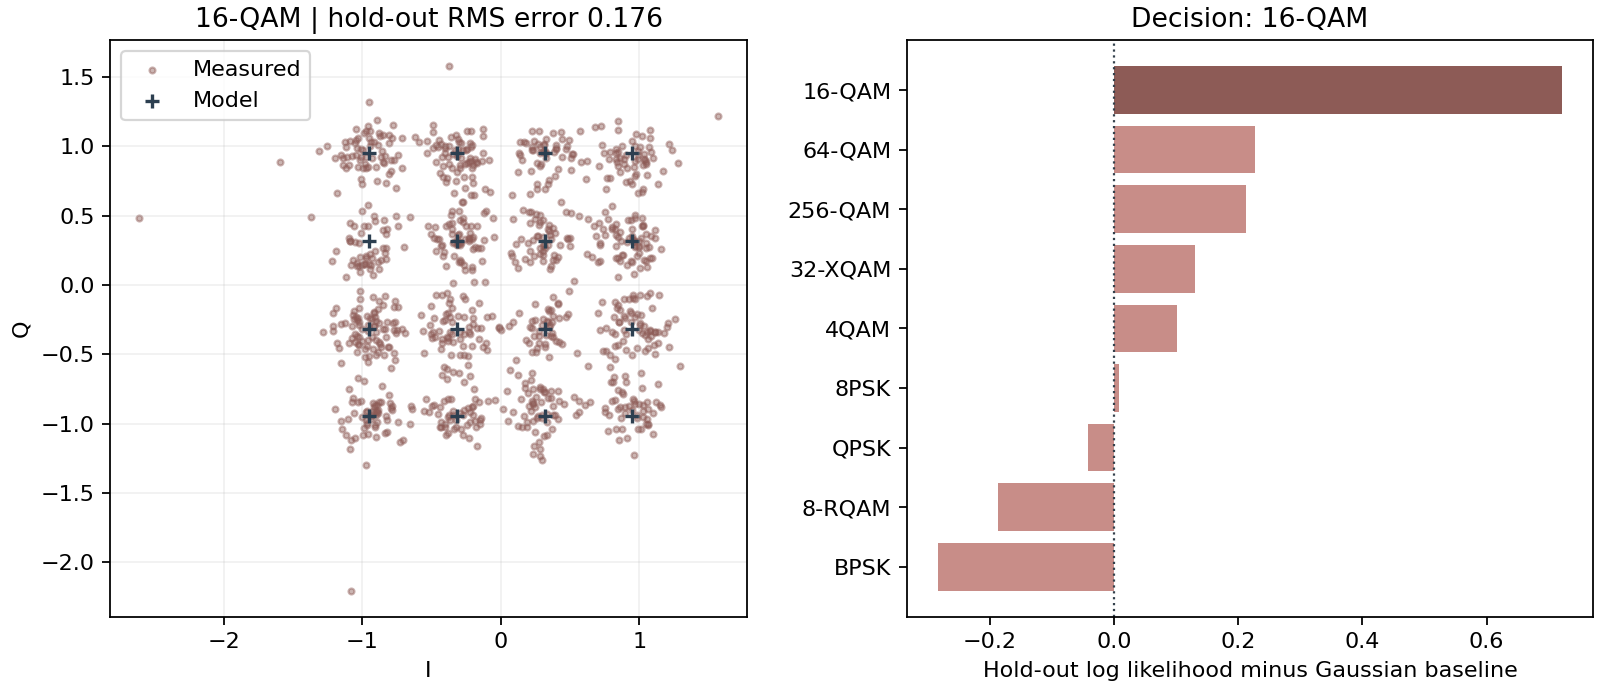 16-QAM | hold-out RMS error 0.176
Measured
Model
1.5
1.0
0.5
0.0
−0.5
−1.0
−1.5
−2.0
Q
−2
−1
0
1
I
Decision: 16-QAM
16-QAM
64-QAM
256-QAM
32-XQAM
4QAM
8PSK
QPSK
8-RQAM
BPSK
−0.2
0.0
0.2
0.4
0.6
Hold-out log likelihood minus Gaussian baseline